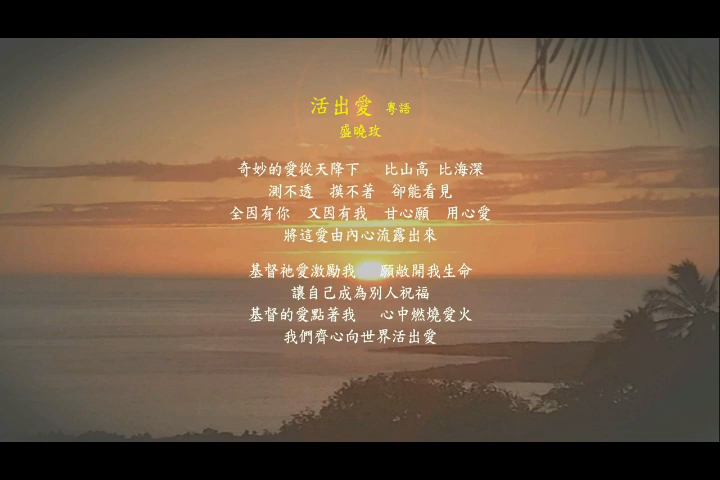 活出愛 粵語
盛曉玫
奇妙的愛從天降下 比山高 比海深
測不透 摸不著 卻能看見
全因有你 又因有我 甘心願 用心愛
將這愛由內心流露出來
基督祂愛激勵我 願敞開我生命
讓自己成為別人祝福
基督的愛點著我 心中燃燒愛火
我們齊心向世界活出愛